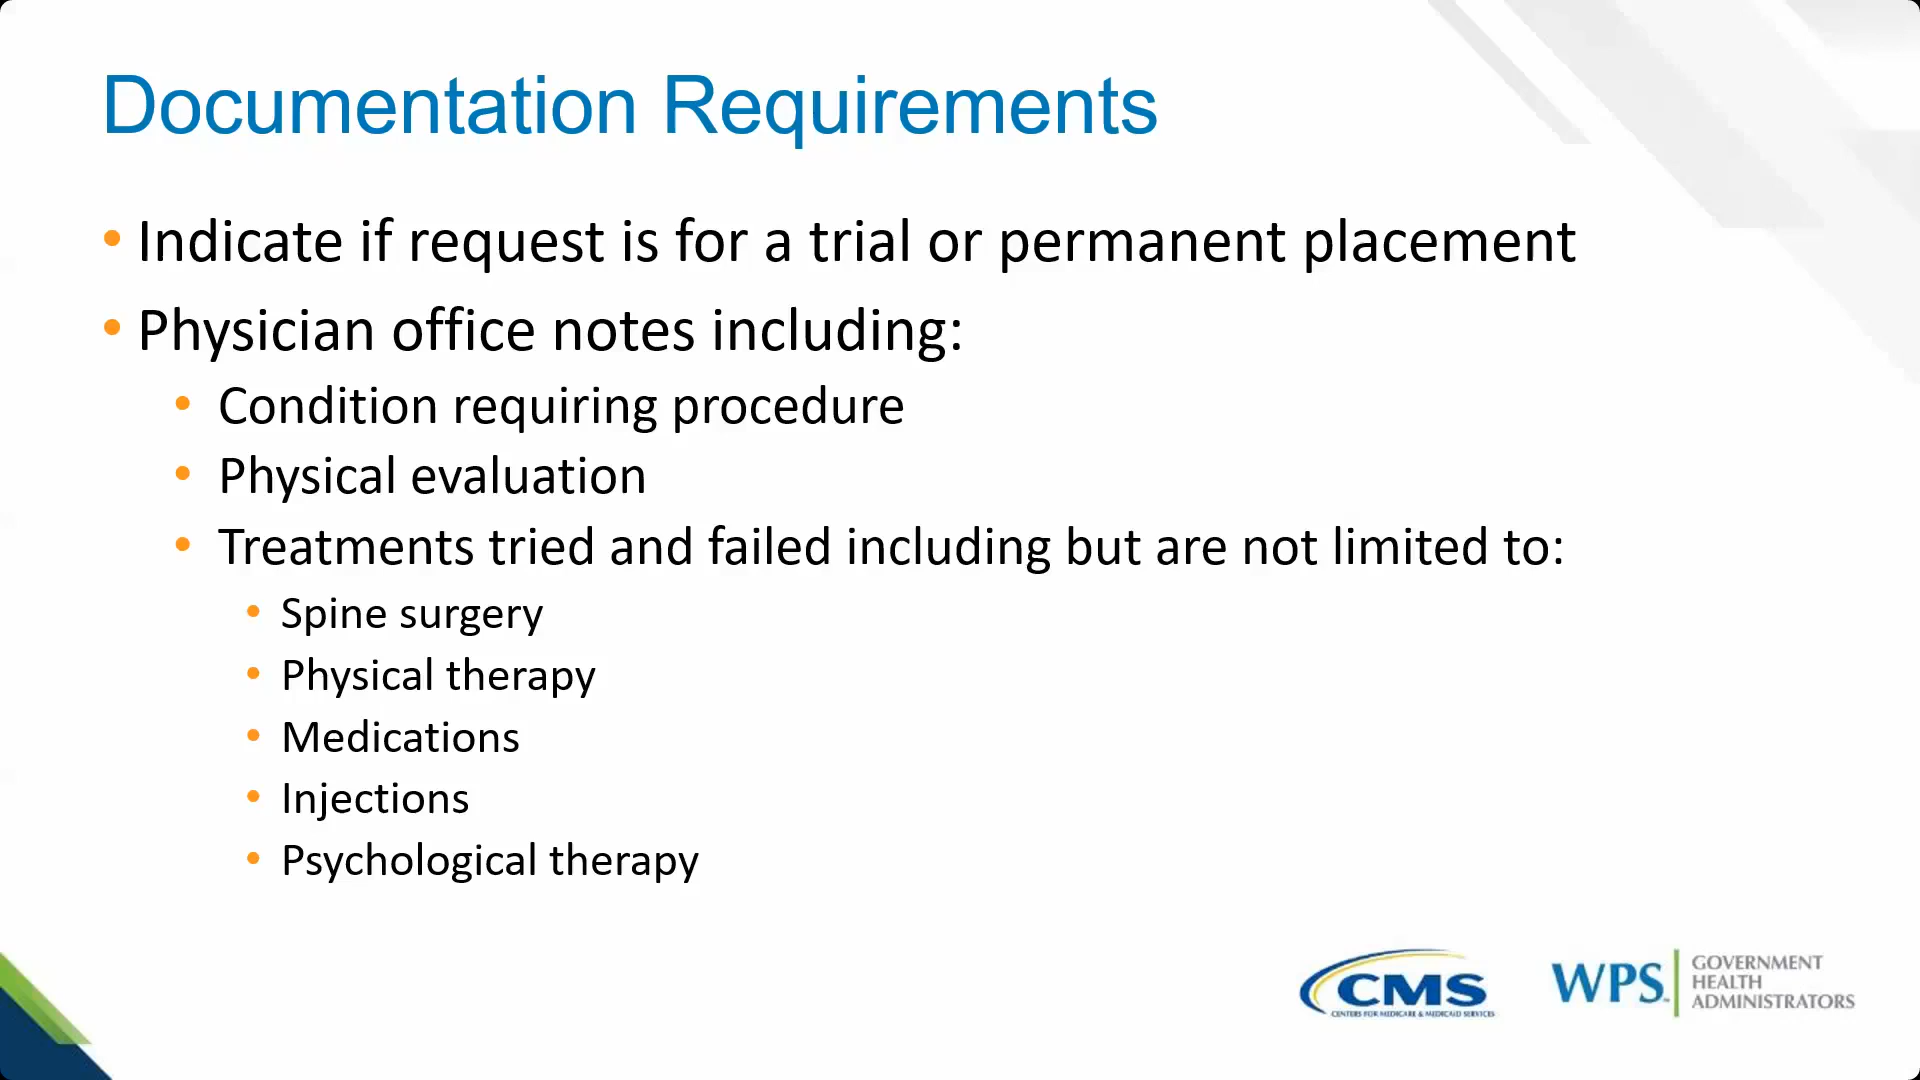 Documentation Requirements
• Indicate if request is for a trial or permanent placement
• Physician office notes including:
• Condition requiring procedure
• Physical evaluation
• Treatments tried and failed including but are not limited to:
• Spine surgery
• Physical therapy
• Medications
• Injections
• Psychological therapy
CMS
CENTERS FOR MEDICARE & MEDICAID SERVICES
WPS
GOVERNMENT
HEALTH
ADMINISTRATORS